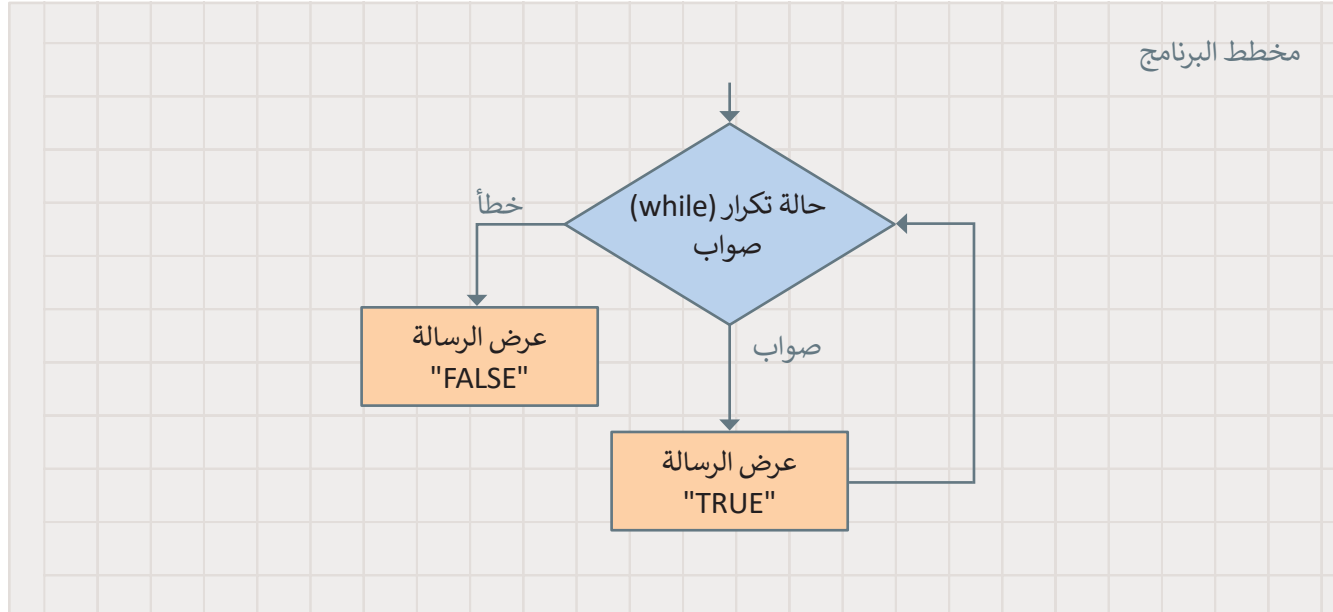 مخطط البرنامج
حالة تكرار (while)
صواب
خطأ
عرض الرسالة
"FALSE"
صواب
عرض الرسالة
"TRUE"